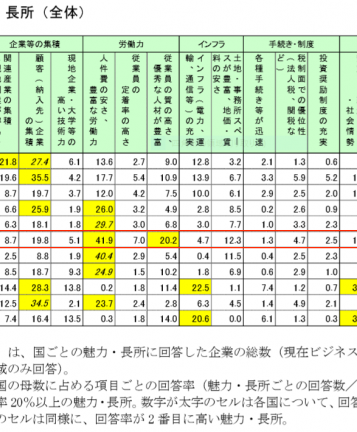 長所（全体）
企業等の集積 労働力 インフラ 手続き・制度
顧客（納入先）企業の集積
現地企業・大学等の高い技術力
人件費の安さ、豊富な労働力
従業員の定着率の高さ
従業員の質の高さ、優秀な人材が豊富
インフラ（電力、運輸、通信等）の充実
土地・事務所スペースが豊富、地価・賃料の安さ
各種手続き等が迅速
税制面での優位性（法人税、関税など）
投資奨励制度の充実
社会情勢
21.8 27.4 6.1 13.6 2.7 9.0 12.8 3.2 2.1 1.3 0.6
19.6 35.5 4.2 17.7 5.4 10.9 13.9 6.7 3.3 5.9 5.2
8.7 19.7 3.7 12.0 4.2 7.5 10.0 6.1 2.9 2.5 2.0
6.6 25.9 1.9 26.0 3.2 4.9 2.8 8.5 0.2 2.6 0.9
6.3 18.1 1.8 29.7 3.0 6.8 3.0 7.7 1.0 3.3 2.3
8.7 19.8 5.1 41.9 7.0 20.2 4.7 12.3 1.3 4.7 2.5
2.5 8.8 1.9 40.4 2.9 5.4 0.4 11.5 0.4 2.5 2.3
8.5 18.7 9.3 24.9 1.5 10.2 1.8 6.9 2.6 2.9 1.0
14.4 28.3 13.8 0.2 1.8 11.4 22.5 1.1 7.4 1.2 0.7
12.5 34.5 2.1 23.7 2.4 2.8 6.3 4.5 1.4 4.9 2.1
7.4 16.4 13.5 0.3 1.8 14.0 20.6 0.0 6.1 1.3 0.3
は、国ごとの魅力・長所に回答した企業の総数（現在ビジネス
域のみ回答）。
国の母数に占める項目ごとの回答率（魅力・長所ごとの回答数／
率20％以上の魅力・長所。数字が太字のセルは各国について、回答
のセルは同様に、回答率が２番目に高い魅力・長所。